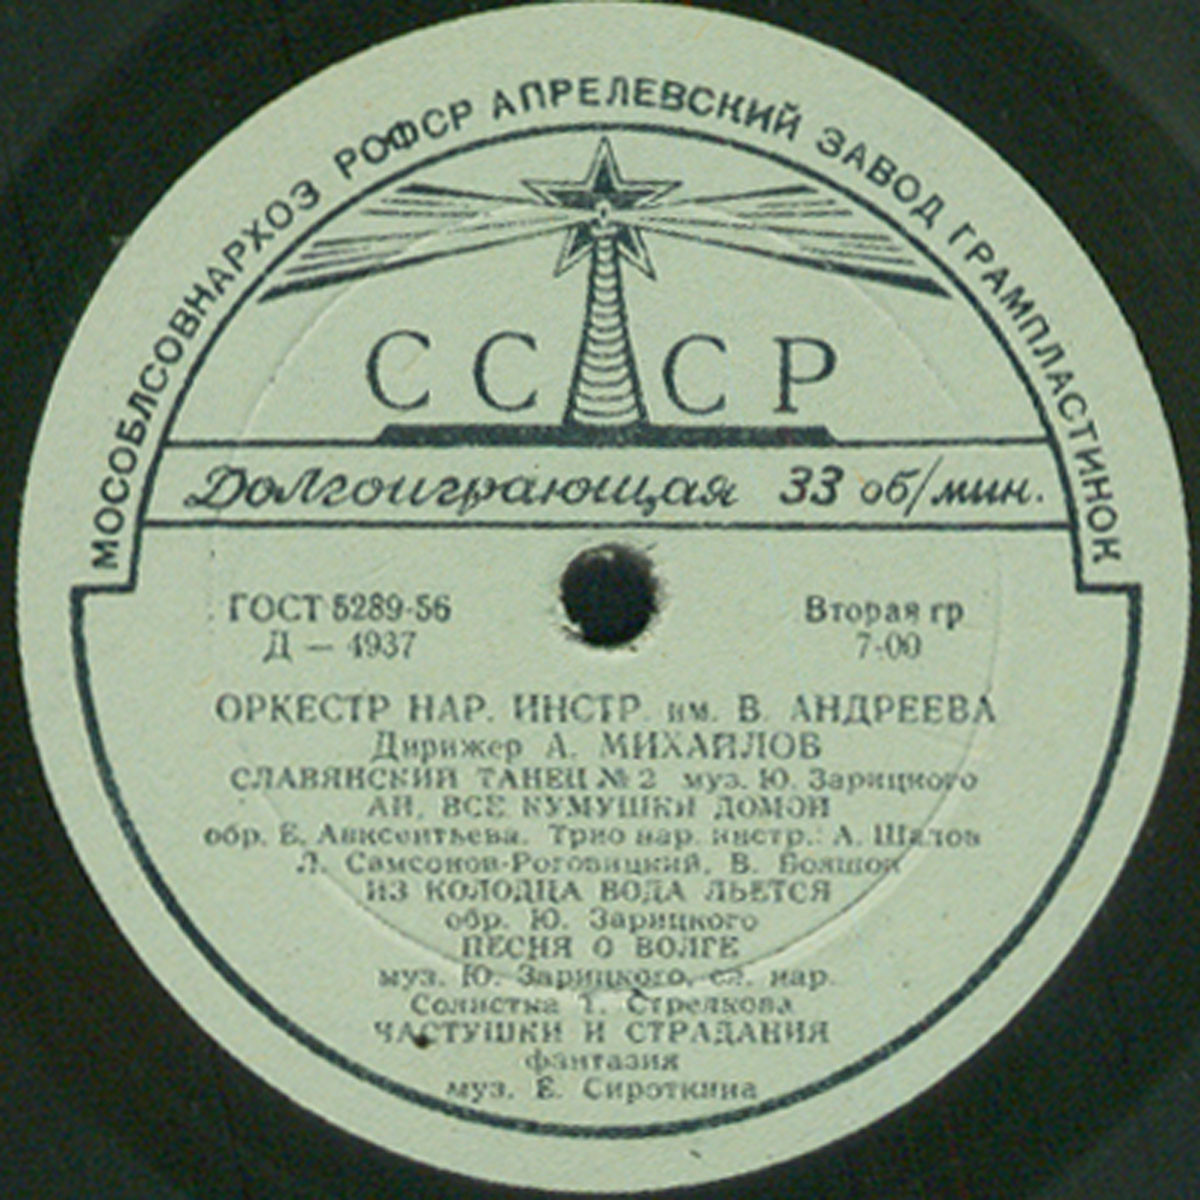 МОСОБЛСОВНАРХОЗ РСФСР АПРЕЛЕВСКИЙ ЗАВОД ГРАМПЛАСТИНОК
СССР
Долгоиграющая 33 об/мин.
ГОСТ 5289-56 Вторая гр
Д — 4937 7-00
ОРКЕСТР НАР. ИНСТР. им. В. АНДРЕЕВА
Дирижер А. МИХАЙЛОВ
СЛАВЯНСКИЙ ТАНЕЦ № 2 муз. Ю. Зарицкого
АЙ, ВСЕ КУМУШКИ ДОМОЙ
обр. Е. Авксентьева. Трио нар. инстр.: А. Шалов
Л. Самсонов-Роговицкий, В. Бояшов
ИЗ КОЛОДЦА ВОДА ЛЬЕТСЯ
обр. Ю. Зарицкого
ПЕСНЯ О ВОЛГЕ
муз. Ю. Зарицкого, сл. нар.
Солистка Т. Стрелкова
ЧАСТУШКИ И СТРАДАНИЯ
фантазия
муз. Е. Сироткина